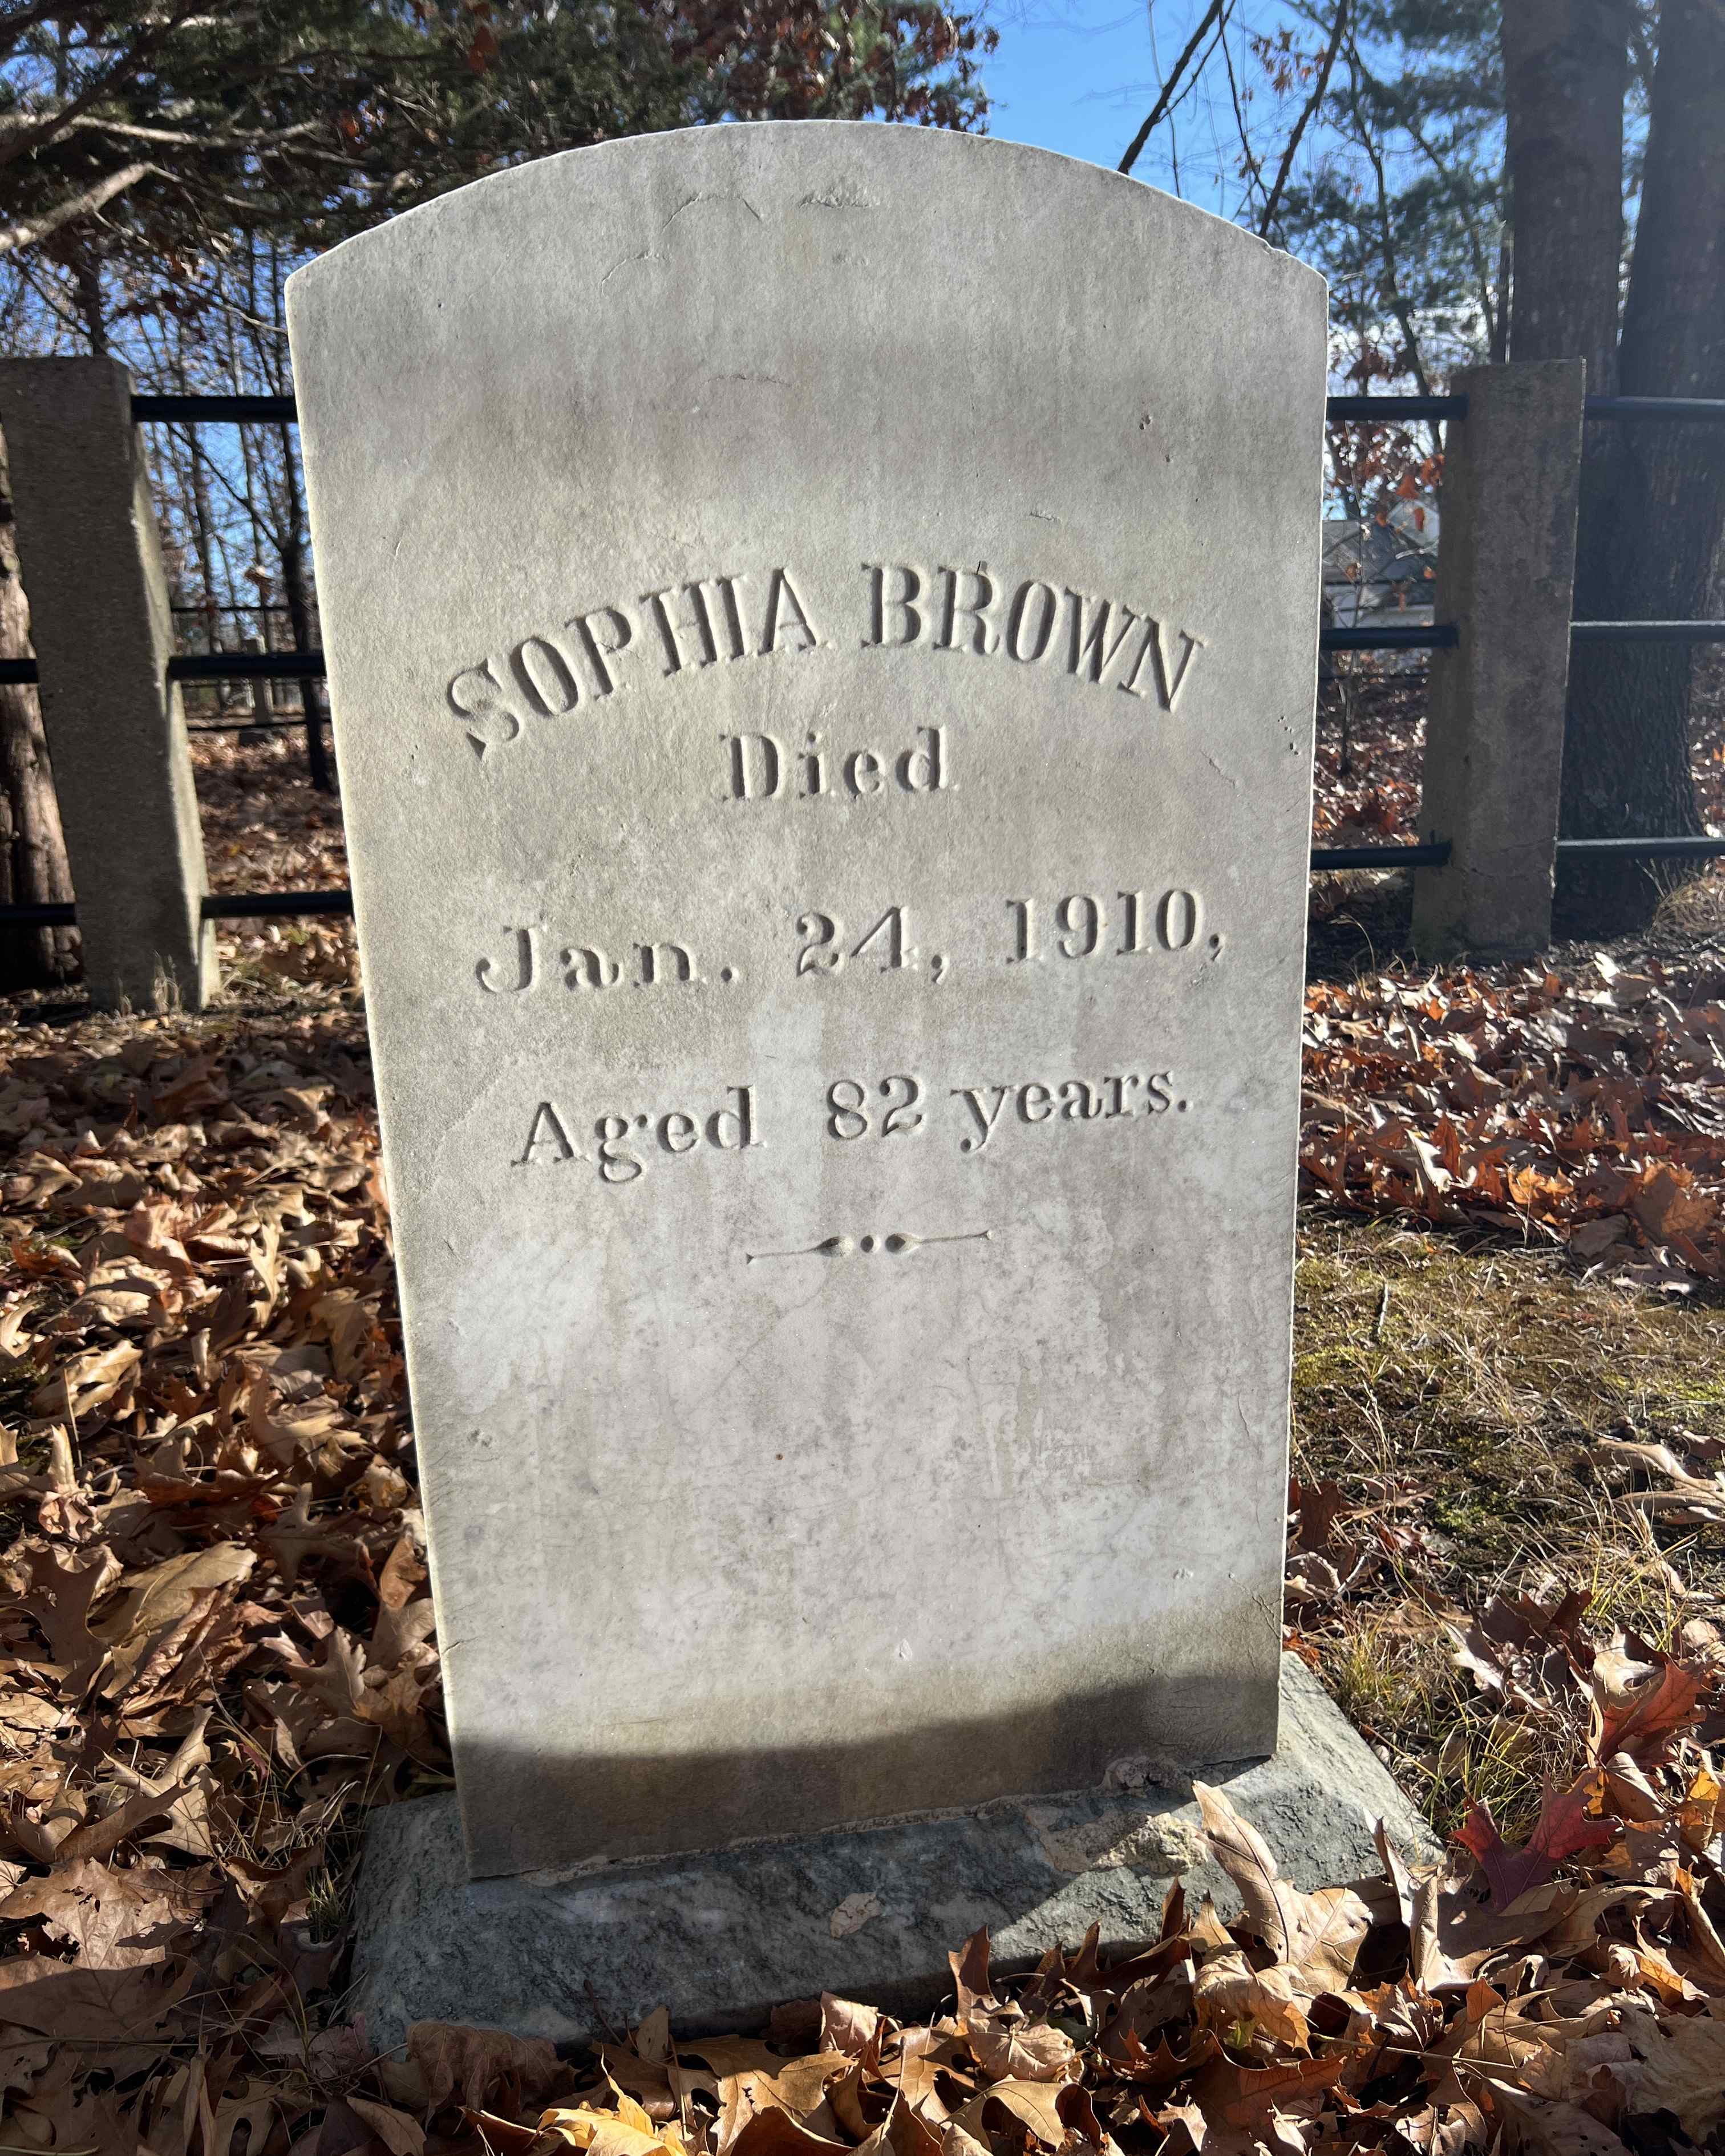 SOPHIA BROWN
Died
Jan. 24, 1910,
Aged 82 years.